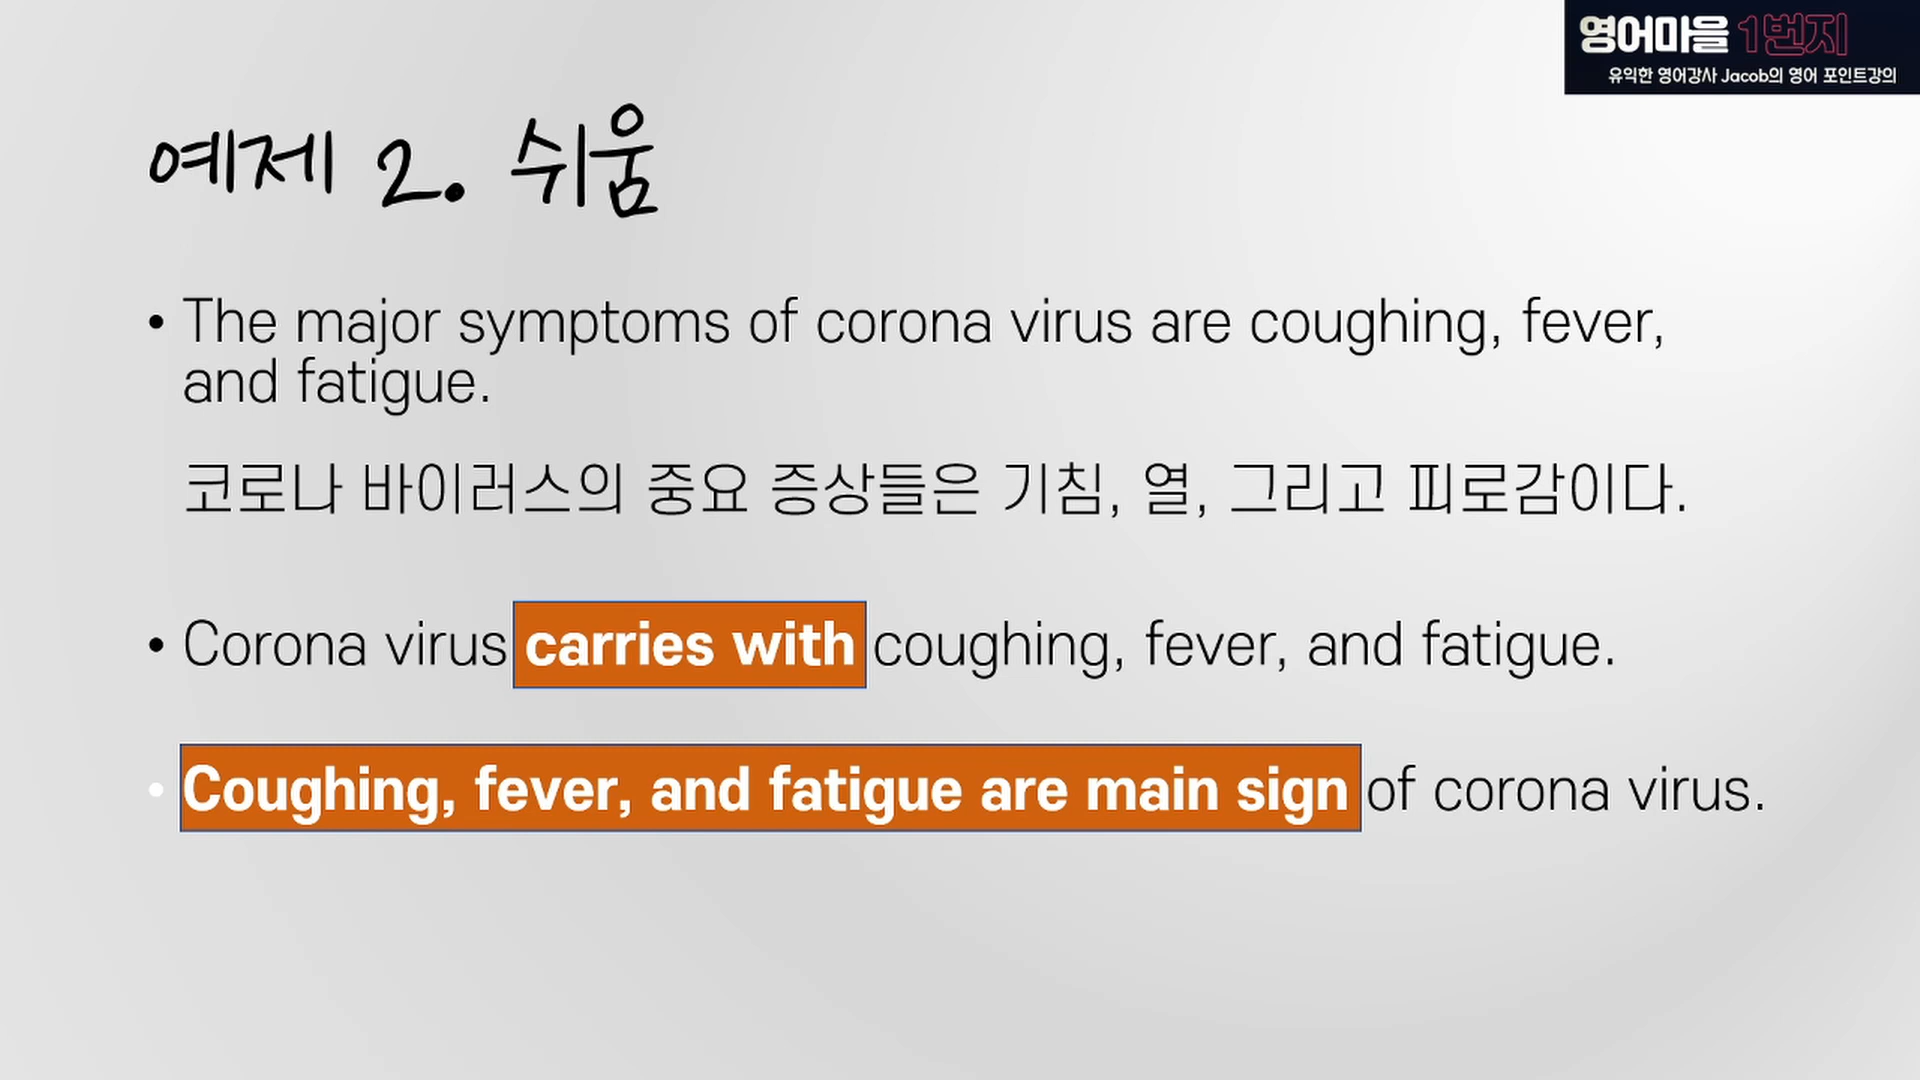 영어마을 1번지
유익한 영어강사 Jacob의 영어 포인트강의
예제 2. 쉬움
• The major symptoms of corona virus are coughing, fever,
and fatigue.
코로나 바이러스의 중요 증상들은 기침, 열, 그리고 피로감이다.
• Corona virus carries with coughing, fever, and fatigue.
• Coughing, fever, and fatigue are main sign of corona virus.